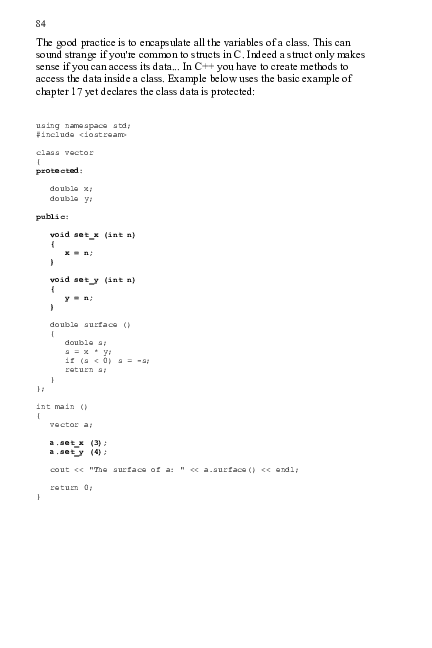 84
The good practice is to encapsulate all the variables of a class. This can
sound strange if you're common to structs in C. Indeed a struct only makes
sense if you can access its data... In C++ you have to create methods to
access the data inside a class. Example below uses the basic example of
chapter 17 yet declares the class data is protected:
using namespace std;
#include <iostream>
class vector
{
protected:
double x;
double y;
public:
void set_x (int n)
{
x = n;
}
void set_y (int n)
{
y = n;
}
double surface ()
{
double s;
s = x * y;
if (s < 0) s = -s;
return s;
}
};
int main ()
{
vector a;
a.set_x (3);
a.set_y (4);
cout << "The surface of a: " << a.surface() << endl;
return 0;
}